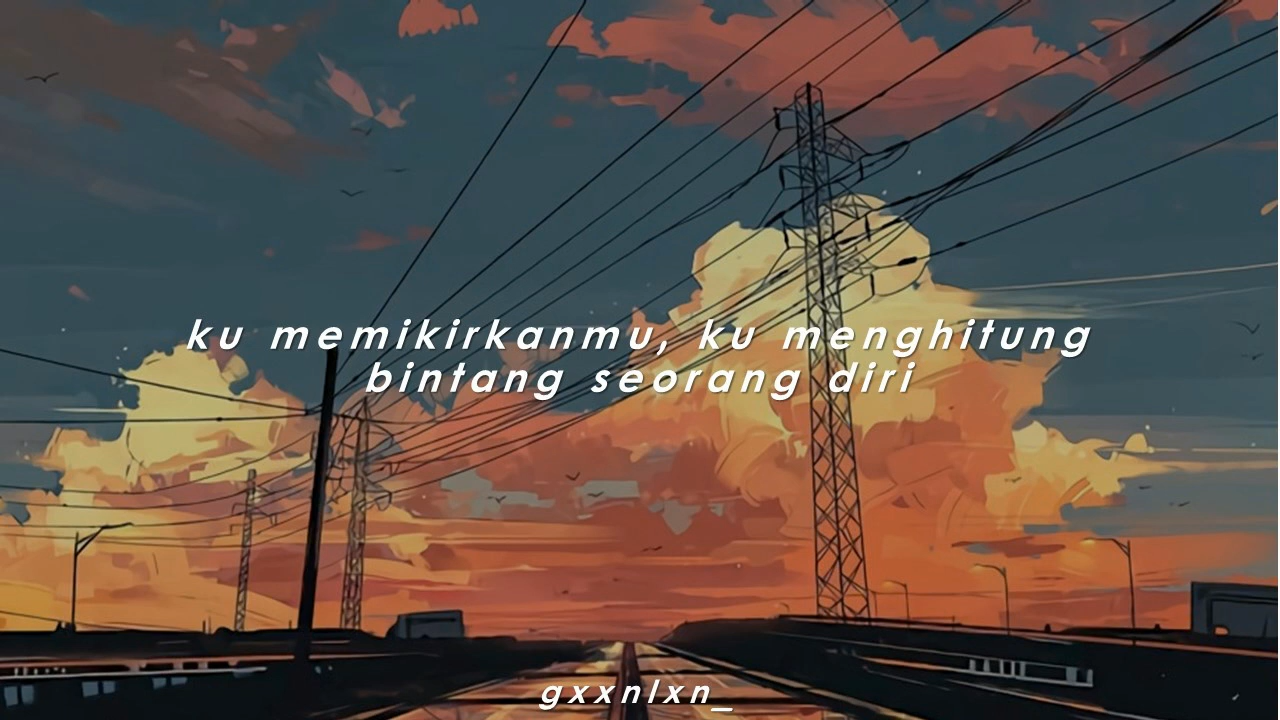 ku memikirkanmu, ku menghitung
bintang seorang diri
gxxnlxn_